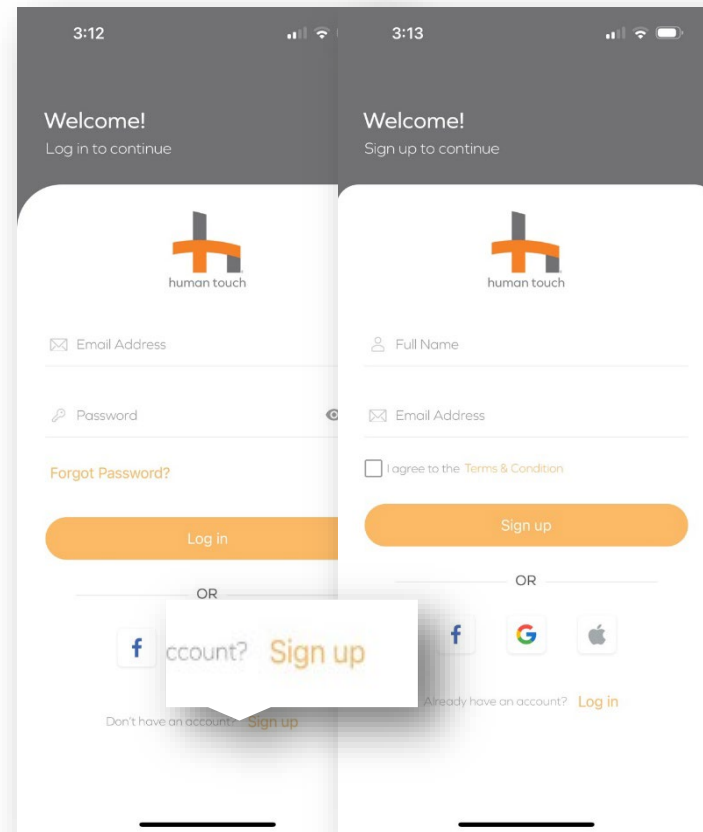 3:12
Welcome!
Log in to continue
human touch
Email Address
Password
Forgot Password?
Log in
OR
f
ccount? Sign up
Don't have an account? Sign up
3:13
Welcome!
Sign up to continue
human touch
Full Name
Email Address
I agree to the Terms & Condition
Sign up
OR
f G
Already have an account? Log in